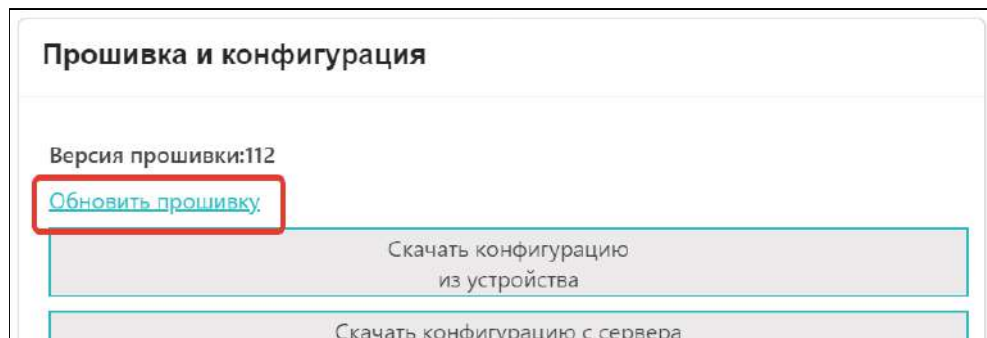 Прошивка и конфигурация
Версия прошивки:112
Обновить прошивку
Скачать конфигурацию
из устройства
Скачать конфигурацию с сервера